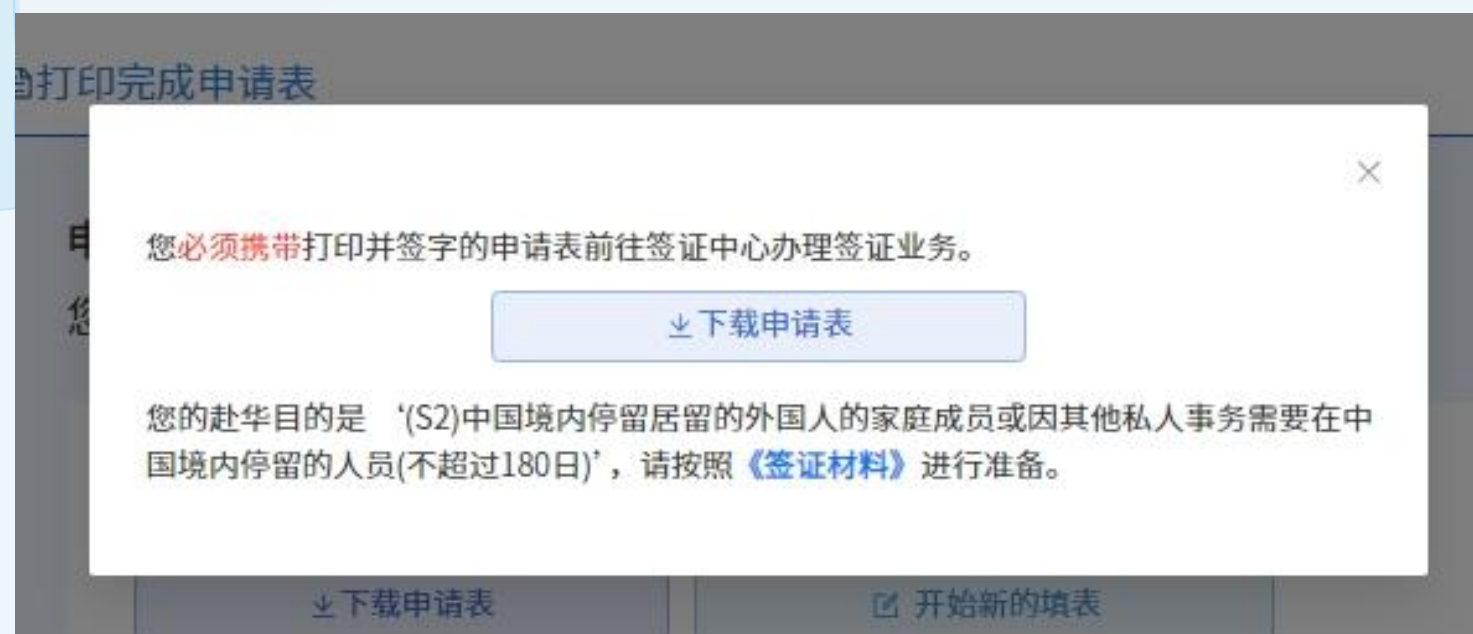 打印完成申请表
您必须携带打印并签字的申请表前往签证中心办理签证业务。
下载申请表
您的赴华目的是 ‘(S2)中国境内停留居留的外国人的家庭成员或因其他私人事务需要在中
国境内停留的人员(不超过180日)’，请按照《签证材料》进行准备。
下载申请表
开始新的填表